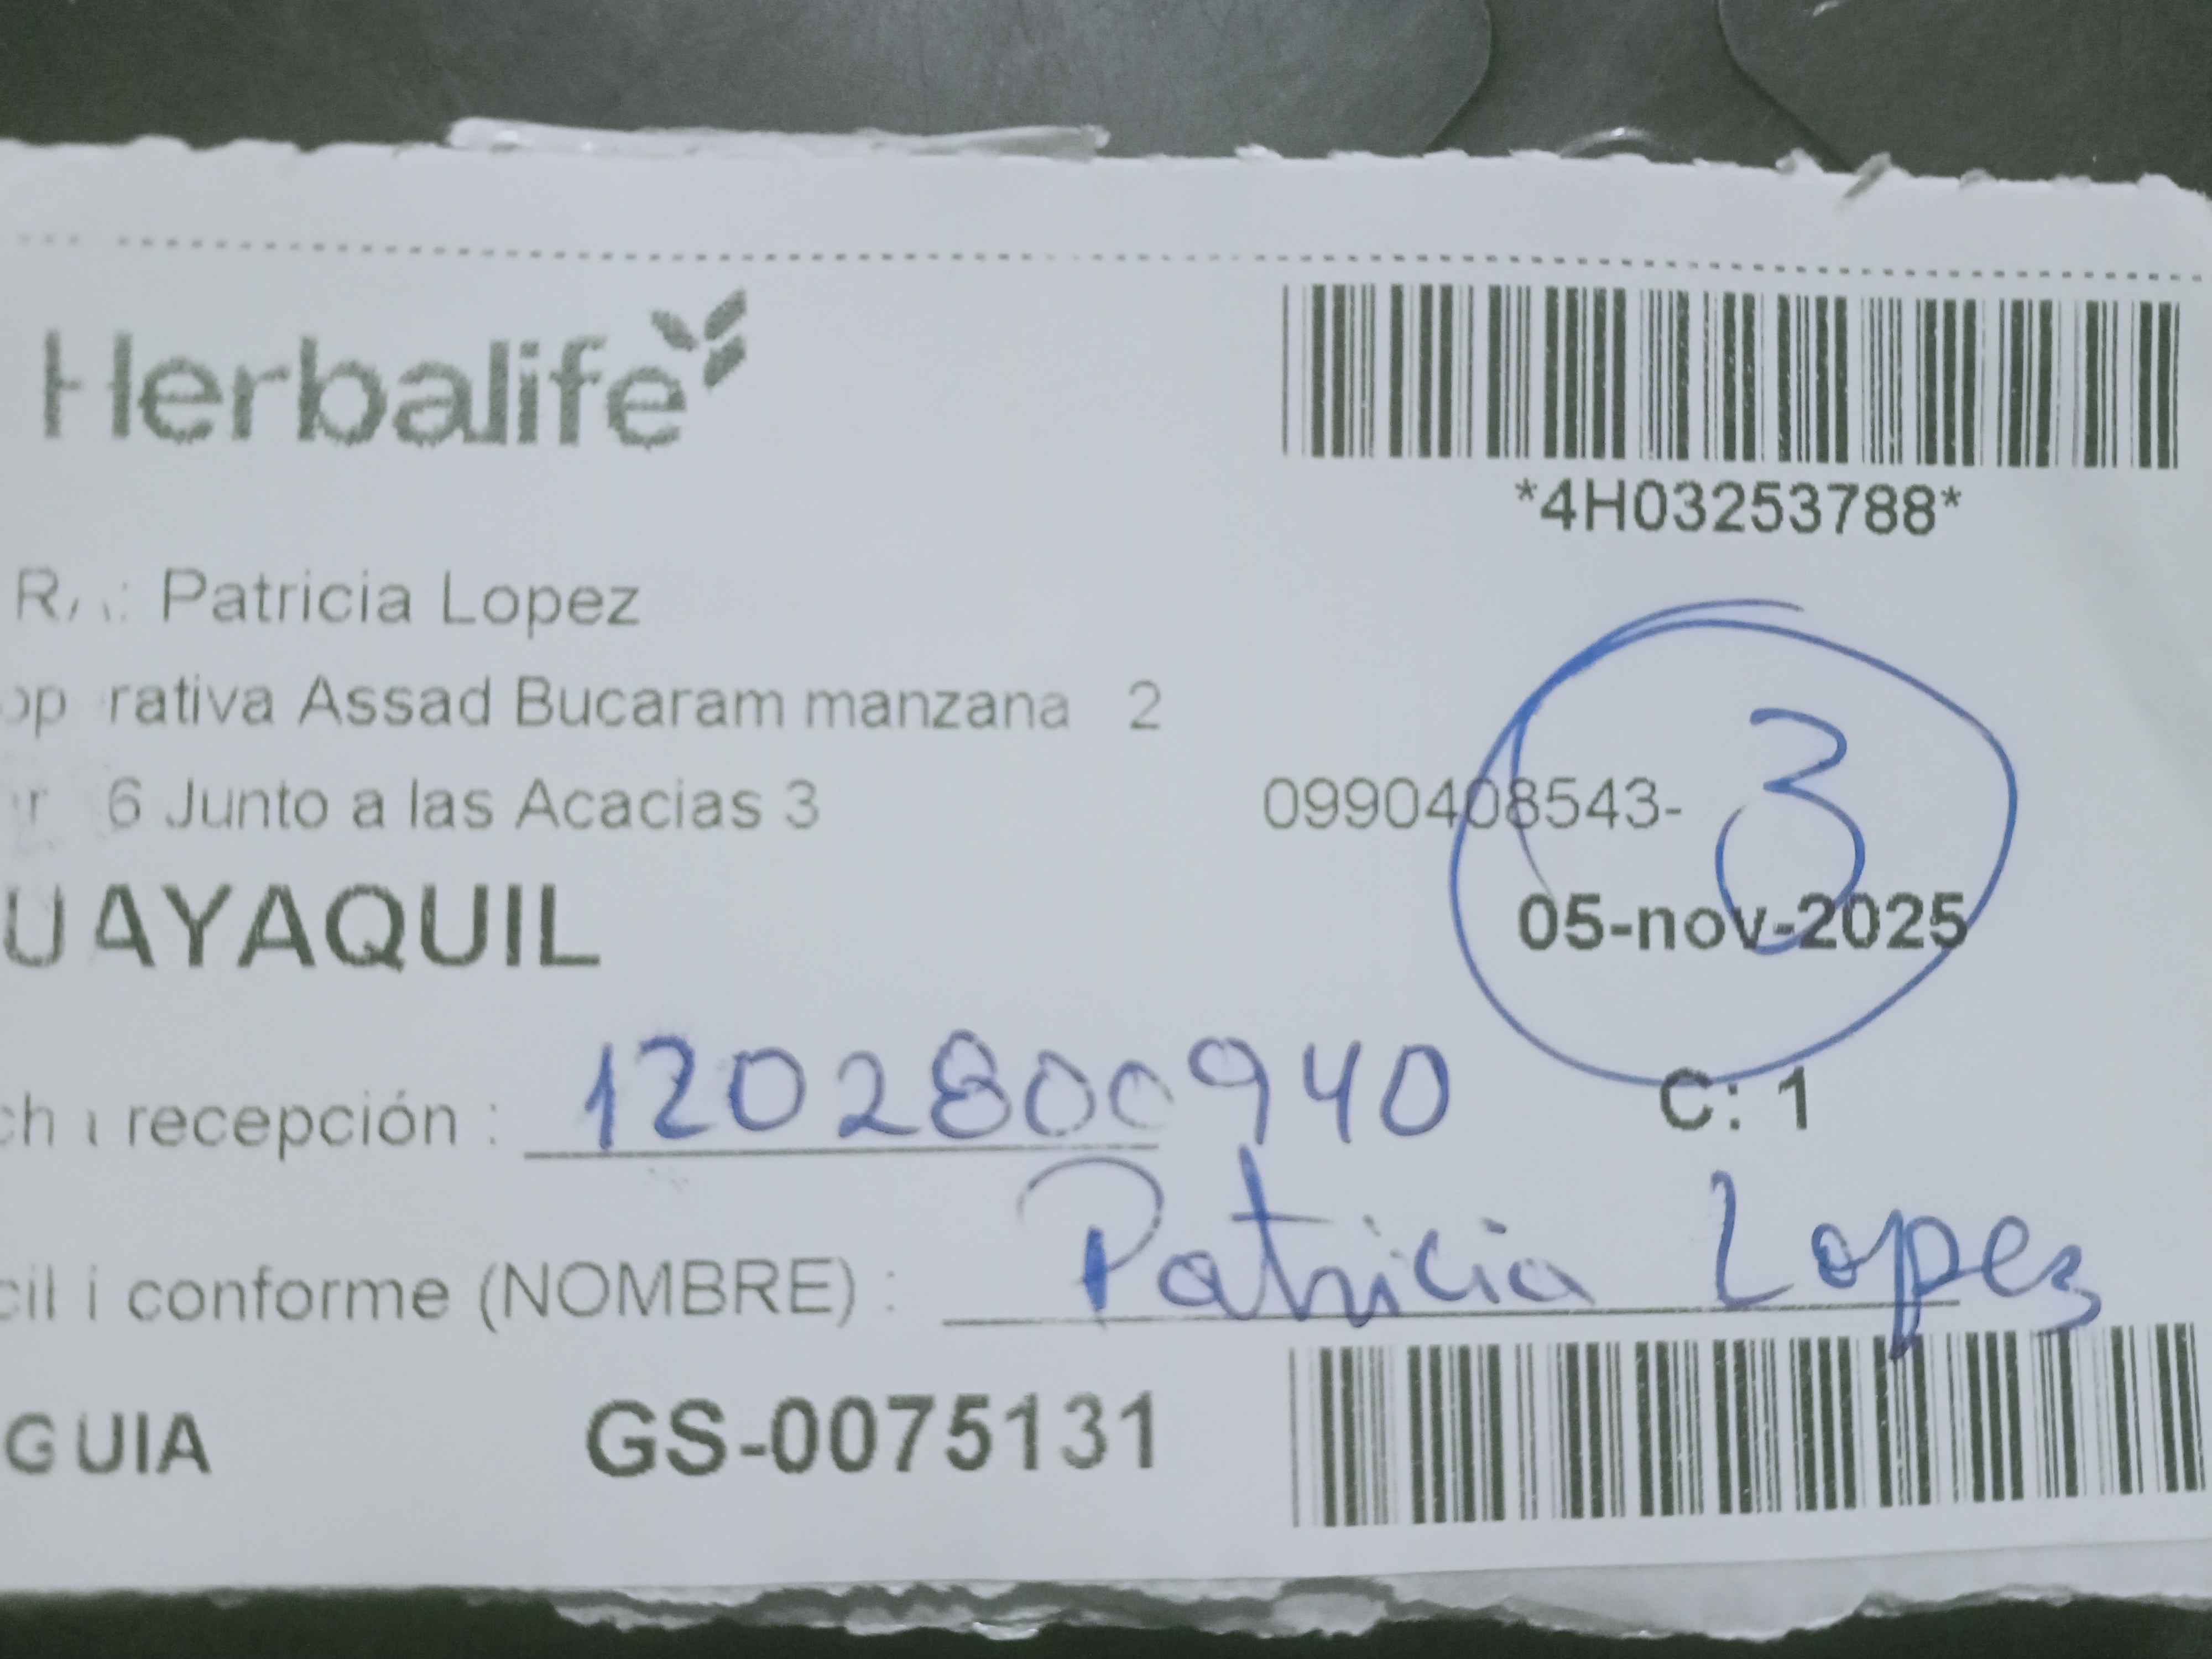 Herbalife
*4H03253788*
Patricia Lopez
Assad Bucaram manzana 2
6 Junto a las Acacias 3 0990408543-
3
UAYAQUIL 05-nov-2025
recepción : 1202800940 C: 1
conforme (NOMBRE) : Patricia Lopez
GUIA GS-0075131